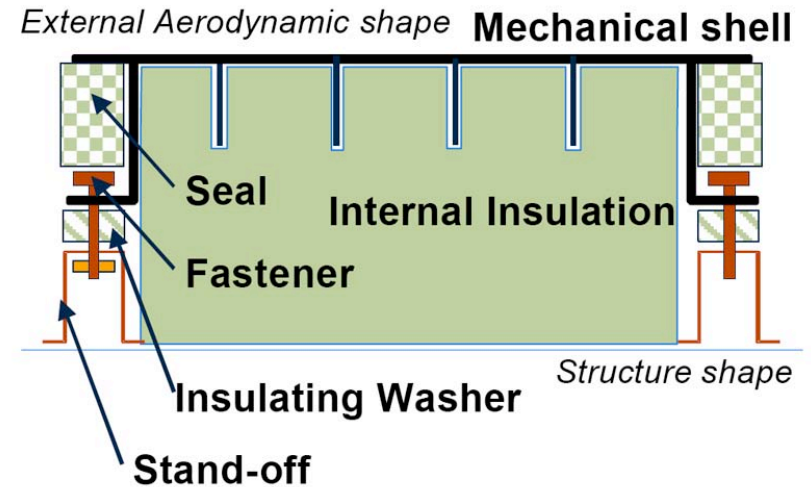 External Aerodynamic shape
Mechanical shell
Seal
Internal Insulation
Fastener
Structure shape
Insulating Washer
Stand-off